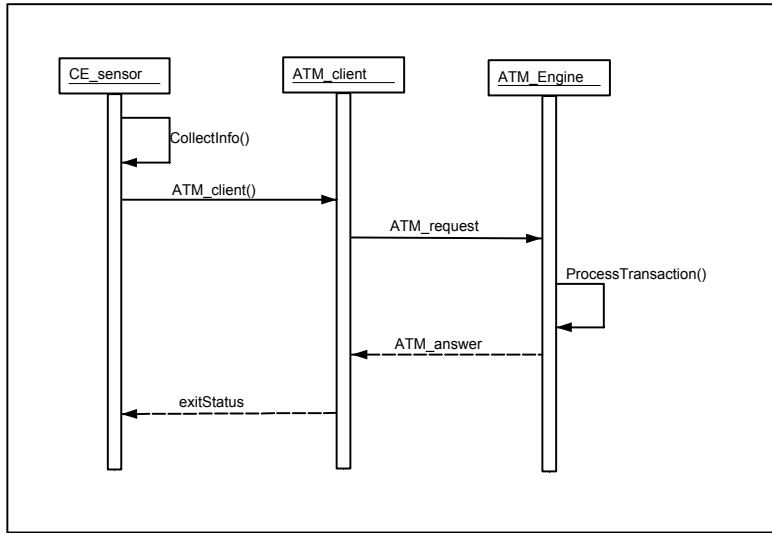 CE_sensor
ATM_client
ATM_Engine
CollectInfo()
ATM_client()
ATM_request
ProcessTransaction()
ATM_answer
exitStatus